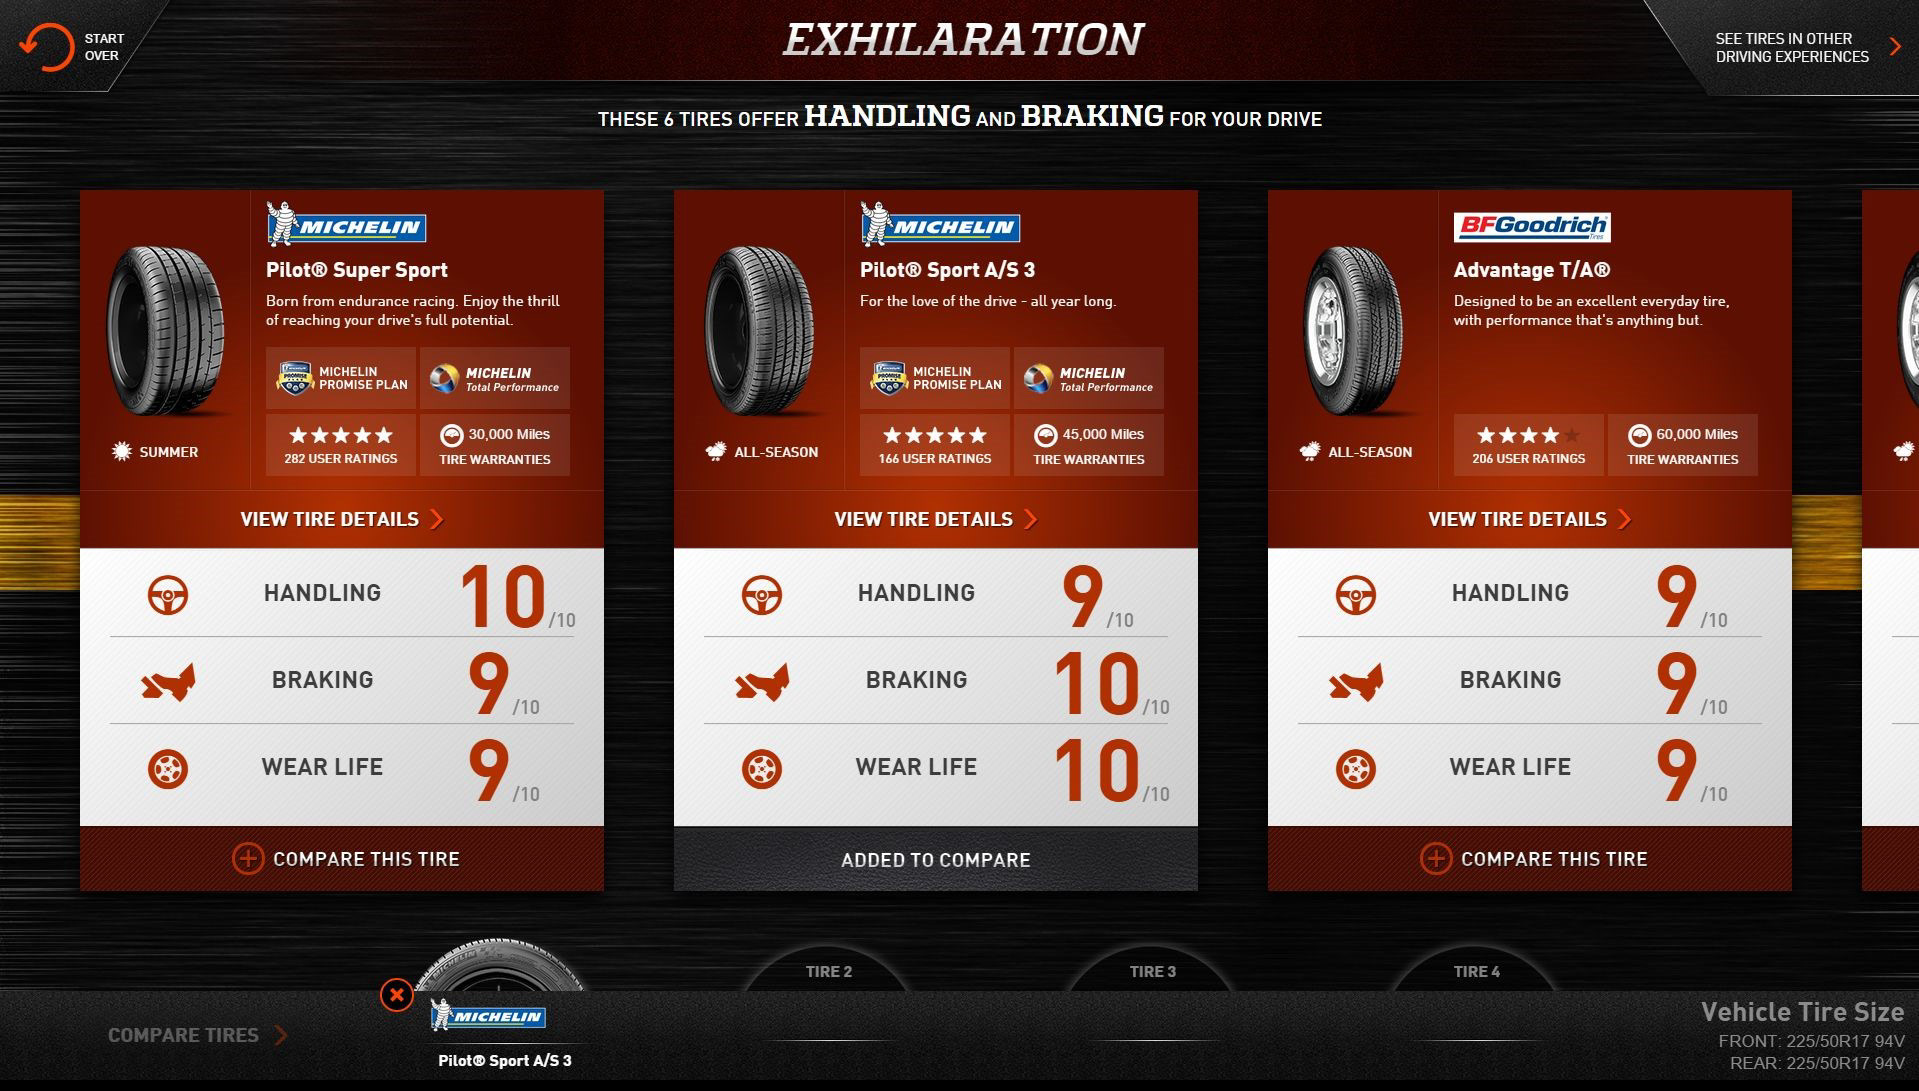 START
OVER
EXHILARATION
SEE TIRES IN OTHER
DRIVING EXPERIENCES
THESE 6 TIRES OFFER HANDLING AND BRAKING FOR YOUR DRIVE
MICHELIN
Pilot® Super Sport
Born from endurance racing. Enjoy the thrill
of reaching your drive's full potential.
PROMISE
MICHELIN
PROMISE PLAN
MICHELIN
Total Performance
282 USER RATINGS
30,000 Miles
TIRE WARRANTIES
SUMMER
VIEW TIRE DETAILS
HANDLING 10/10
BRAKING 9/10
WEAR LIFE 9/10
COMPARE THIS TIRE
MICHELIN
Pilot® Sport A/S 3
For the love of the drive - all year long.
PROMISE
MICHELIN
PROMISE PLAN
MICHELIN
Total Performance
166 USER RATINGS
45,000 Miles
TIRE WARRANTIES
ALL-SEASON
VIEW TIRE DETAILS
HANDLING 9/10
BRAKING 10/10
WEAR LIFE 10/10
ADDED TO COMPARE
BFGoodrich
Tires
Advantage T/A®
Designed to be an excellent everyday tire,
with performance that's anything but.
206 USER RATINGS
60,000 Miles
TIRE WARRANTIES
ALL-SEASON
VIEW TIRE DETAILS
HANDLING 9/10
BRAKING 9/10
WEAR LIFE 9/10
COMPARE THIS TIRE
COMPARE TIRES
MICHELIN
MICHELIN
Pilot® Sport A/S 3
TIRE 2
TIRE 3
TIRE 4
Vehicle Tire Size
FRONT: 225/50R17 94V
REAR: 225/50R17 94V